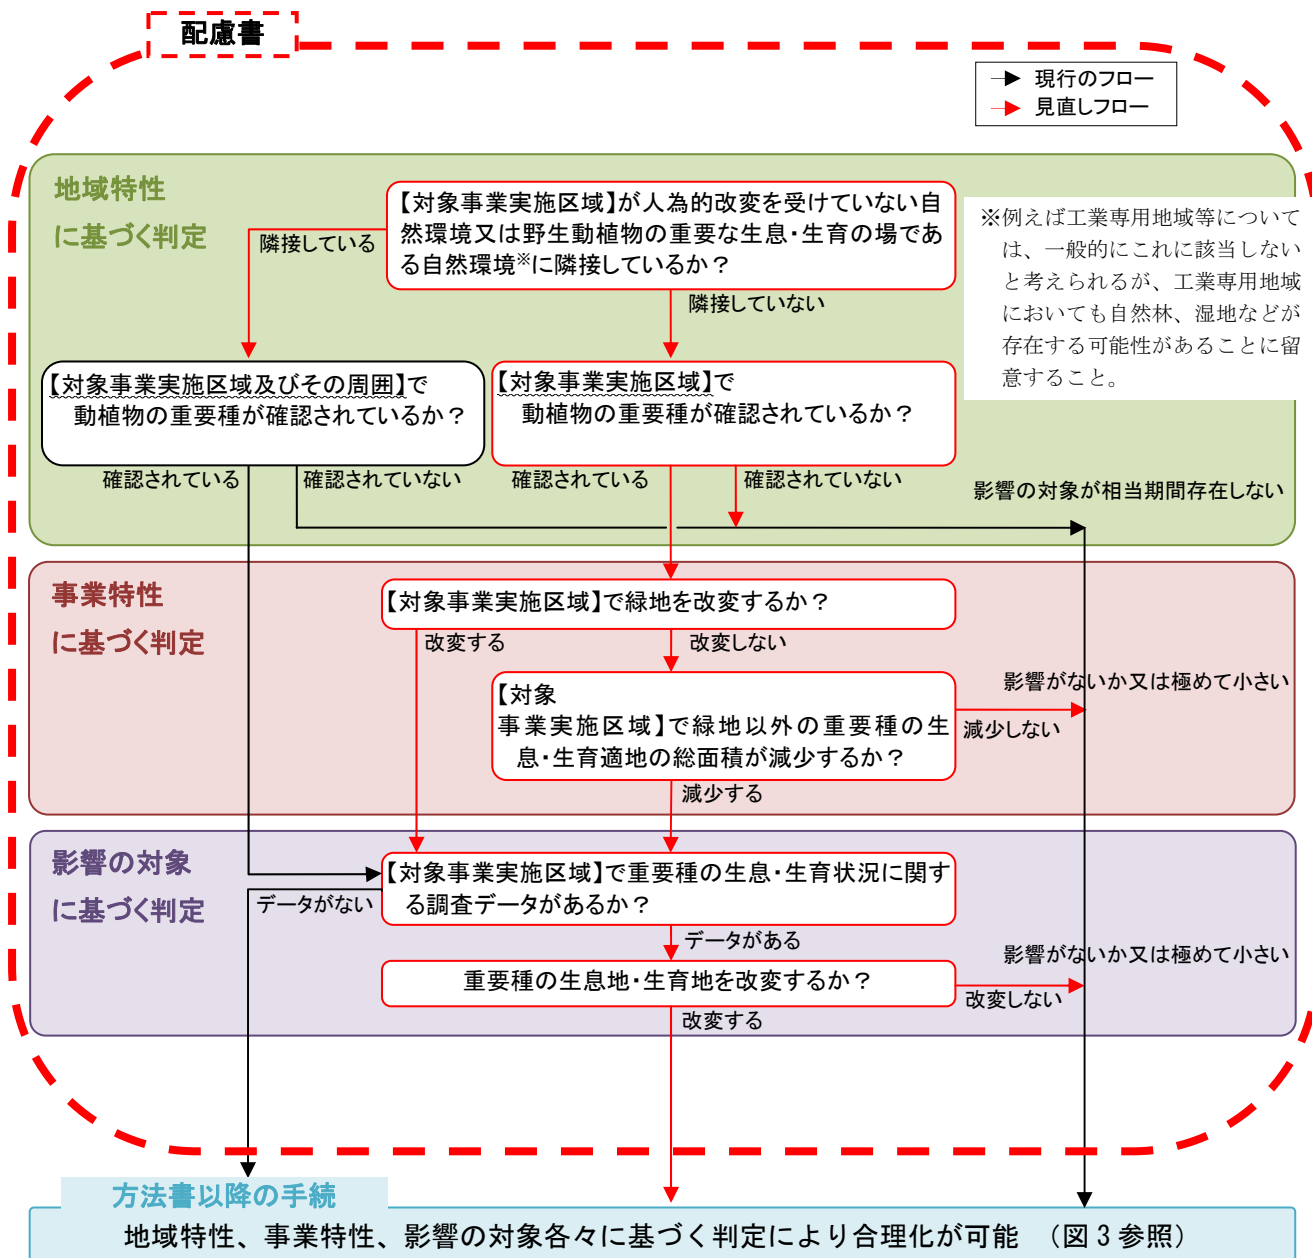 配慮書
現行のフロー
見直しフロー
地域特性
に基づく判定
【対象事業実施区域】が人為的改変を受けていない自
然環境又は野生動植物の重要な生息・生育の場であ
る自然環境※に隣接しているか？
※例えば工業専用地域等について
は、一般的にこれに該当しない
と考えられるが、工業専用地域
においても自然林、湿地などが
存在する可能性があることに留
意すること。
隣接している
隣接していない
【対象事業実施区域及びその周囲】で
動植物の重要種が確認されているか？
【対象事業実施区域】で
動植物の重要種が確認されているか？
確認されている
確認されていない
確認されている
確認されていない
影響の対象が相当期間存在しない
事業特性
に基づく判定
【対象事業実施区域】で緑地を改変するか？
改変する
改変しない
【対象
事業実施区域】で緑地以外の重要種の生
息・生育適地の総面積が減少するか？
影響がないか又は極めて小さい
減少しない
減少する
影響の対象
に基づく判定
【対象事業実施区域】で重要種の生息・生育状況に関す
る調査データがあるか？
データがない
データがある
影響がないか又は極めて小さい
重要種の生息地・生育地を改変するか？
改変しない
改変する
方法書以降の手続
地域特性、事業特性、影響の対象各々に基づく判定により合理化が可能 （図３参照）